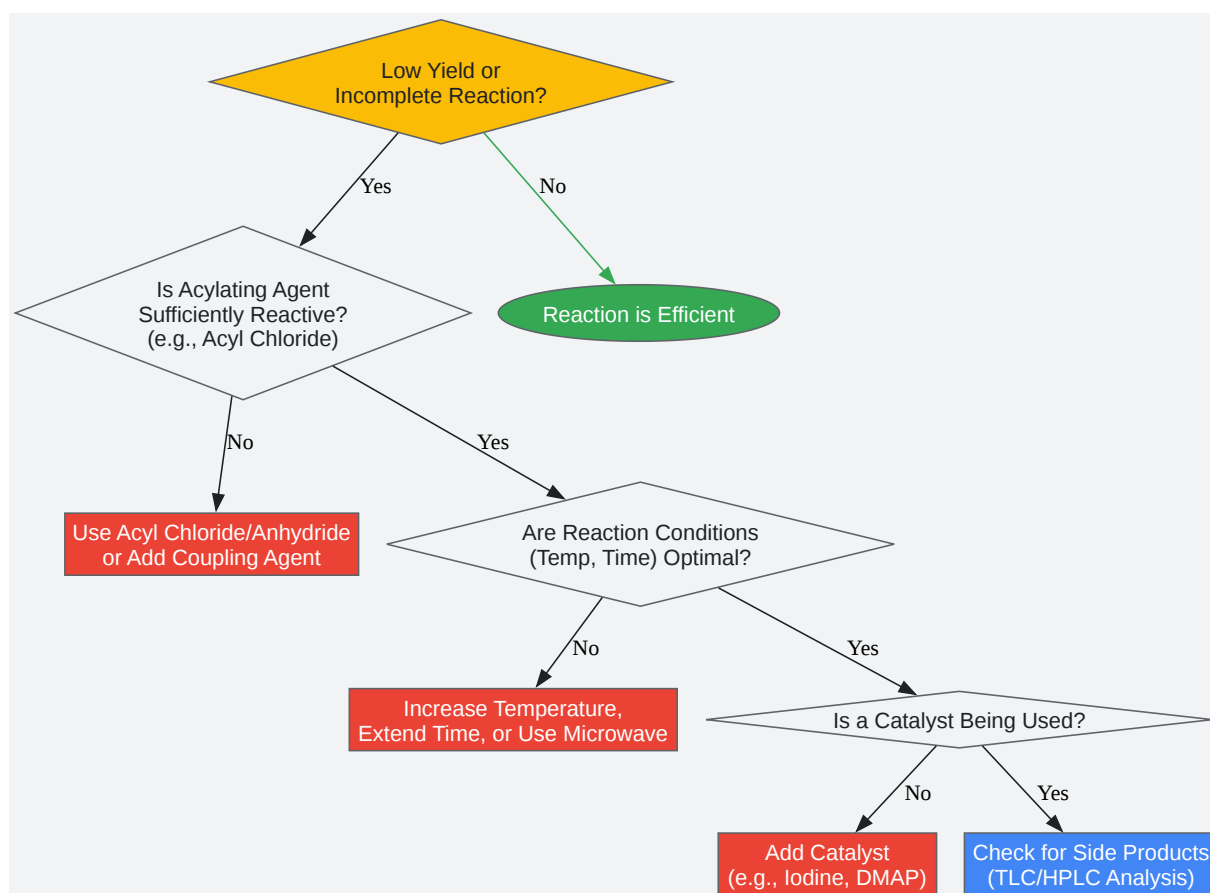 Low Yield or
Incomplete Reaction?
Yes
No
Is Acylating Agent
Sufficiently Reactive?
(e.g., Acyl Chloride)
Reaction is Efficient
No
Yes
Use Acyl Chloride/Anhydride
or Add Coupling Agent
Are Reaction Conditions
(Temp, Time) Optimal?
No
Yes
Increase Temperature,
Extend Time, or Use Microwave
Is a Catalyst Being Used?
No
Yes
Add Catalyst
(e.g., Iodine, DMAP)
Check for Side Products
(TLC/HPLC Analysis)